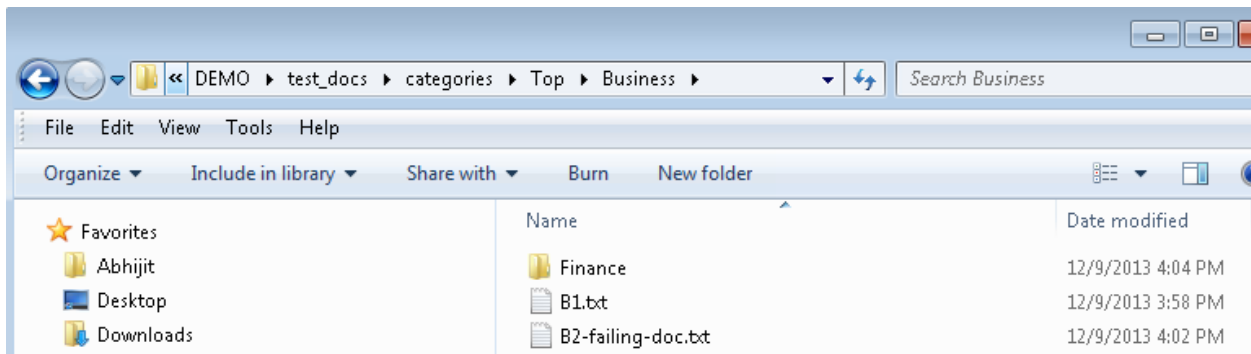 « DEMO ▸ test_docs ▸ categories ▸ Top ▸ Business ▸ Search Business
File Edit View Tools Help
Organize ▾ Include in library ▾ Share with ▾ Burn New folder
Name Date modified
Favorites
Abhijit
Desktop
Downloads
Finance 12/9/2013 4:04 PM
B1.txt 12/9/2013 3:58 PM
B2-failing-doc.txt 12/9/2013 4:02 PM